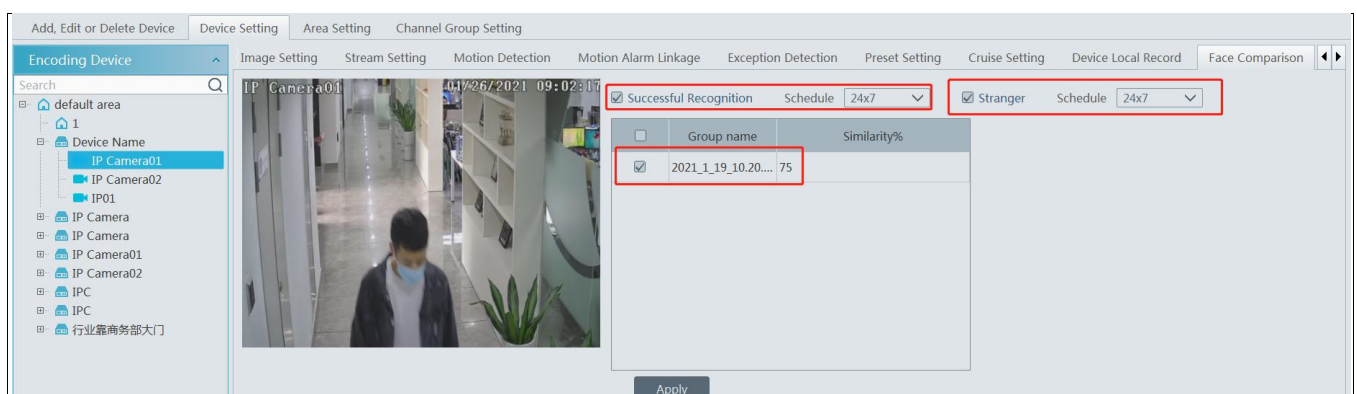 Add, Edit or Delete Device Device Setting Area Setting Channel Group Setting
Encoding Device
Image Setting Stream Setting Motion Detection Motion Alarm Linkage Exception Detection Preset Setting Cruise Setting Device Local Record Face Comparison
Search
default area
1
Device Name
IP Camera01
IP Camera02
IP01
IP Camera
IP Camera
IP Camera01
IP Camera02
IPC
IPC
行业靠商务部大门
IP Camera01 01/26/2021 09:02:17
Successful Recognition Schedule 24x7
Stranger Schedule 24x7
Group name Similarity%
2021_1_19_10.20.... 75
Apply